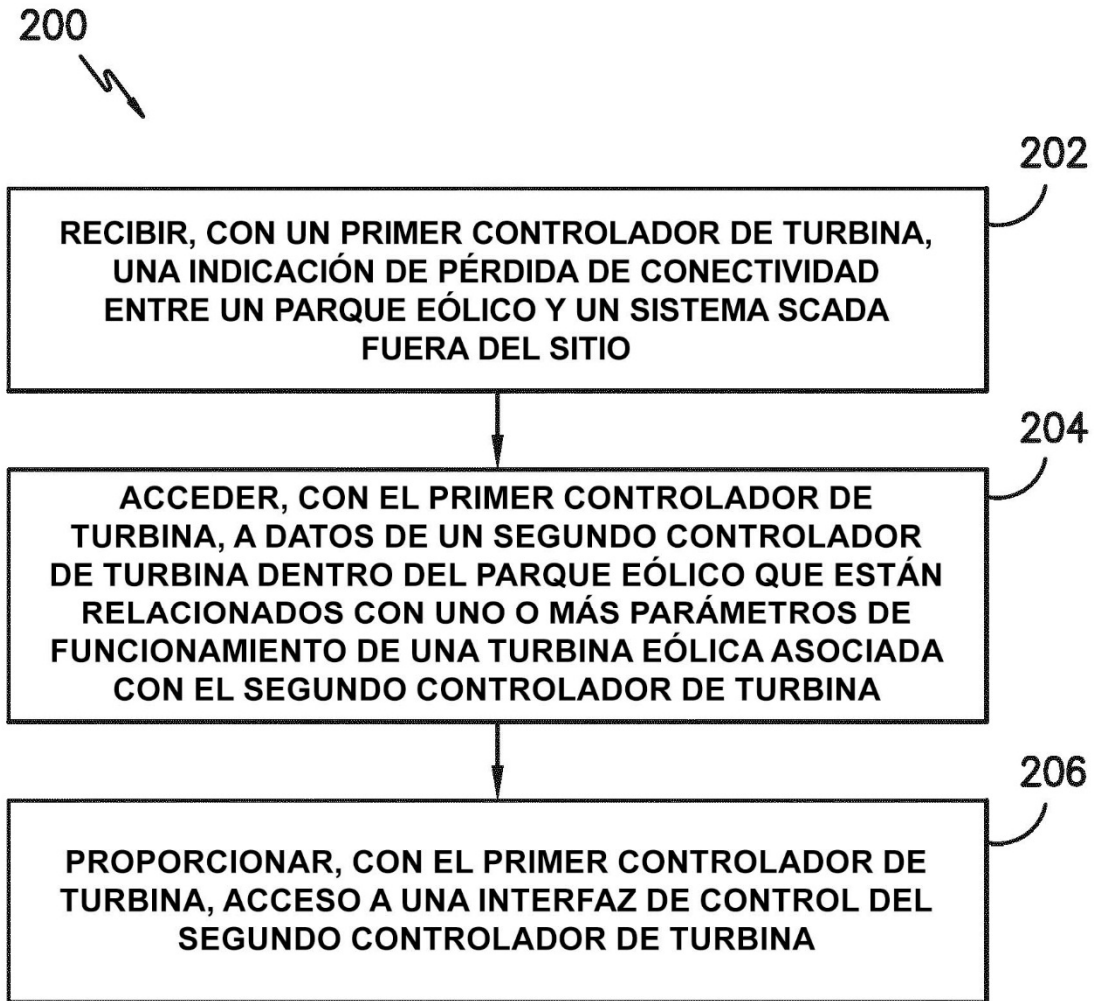 200
202
RECIBIR, CON UN PRIMER CONTROLADOR DE TURBINA,
UNA INDICACIÓN DE PÉRDIDA DE CONECTIVIDAD
ENTRE UN PARQUE EÓLICO Y UN SISTEMA SCADA
FUERA DEL SITIO
204
ACCEDER, CON EL PRIMER CONTROLADOR DE
TURBINA, A DATOS DE UN SEGUNDO CONTROLADOR
DE TURBINA DENTRO DEL PARQUE EÓLICO QUE ESTÁN
RELACIONADOS CON UNO O MÁS PARÁMETROS DE
FUNCIONAMIENTO DE UNA TURBINA EÓLICA ASOCIADA
CON EL SEGUNDO CONTROLADOR DE TURBINA
206
PROPORCIONAR, CON EL PRIMER CONTROLADOR DE
TURBINA, ACCESO A UNA INTERFAZ DE CONTROL DEL
SEGUNDO CONTROLADOR DE TURBINA